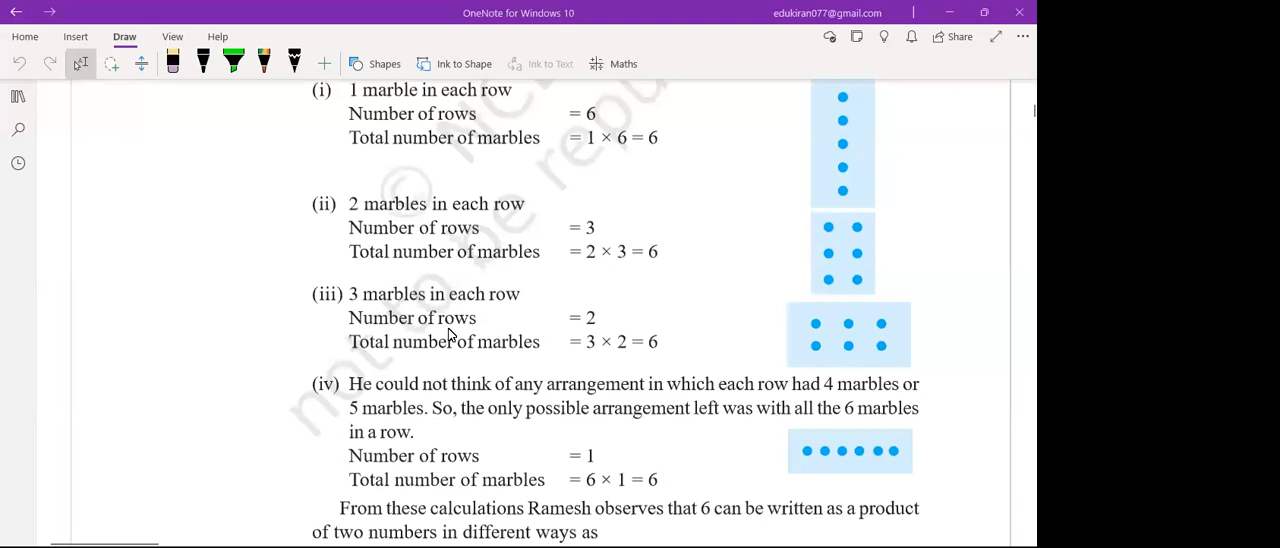 OneNote for Windows 10
edukiran077@gmail.com
Home Insert Draw View Help
Share
Shapes Ink to Shape Ink to Text Maths
(i) 1 marble in each row
Number of rows = 6
Total number of marbles = 1 × 6 = 6
(ii) 2 marbles in each row
Number of rows = 3
Total number of marbles = 2 × 3 = 6
(iii) 3 marbles in each row
Number of rows = 2
Total number of marbles = 3 × 2 = 6
(iv) He could not think of any arrangement in which each row had 4 marbles or
5 marbles. So, the only possible arrangement left was with all the 6 marbles
in a row.
Number of rows = 1
Total number of marbles = 6 × 1 = 6
From these calculations Ramesh observes that 6 can be written as a product
of two numbers in different ways as
not to be repu
© NC